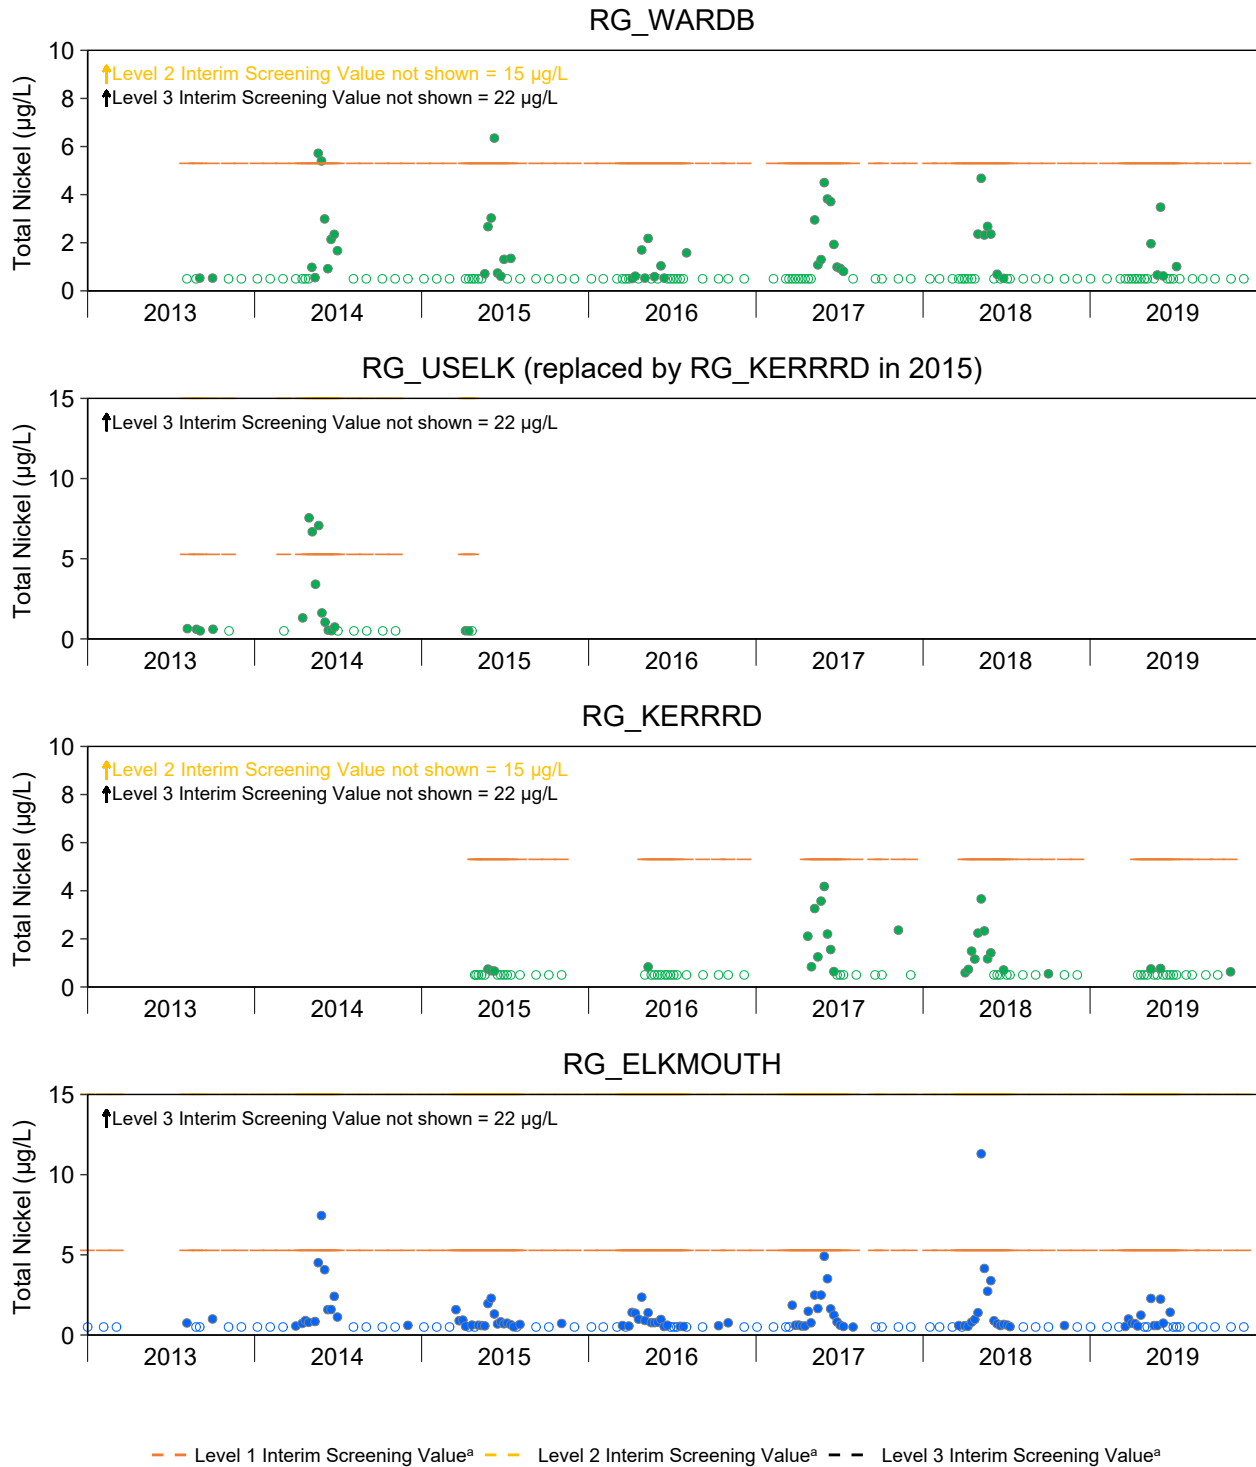 RG_WARDB
10
8
6
4
2
0
Total Nickel (µg/L)
Level 2 Interim Screening Value not shown = 15 µg/L
Level 3 Interim Screening Value not shown = 22 µg/L
2013 2014 2015 2016 2017 2018 2019
RG_USELK (replaced by RG_KERRRD in 2015)
15
10
5
0
Total Nickel (µg/L)
Level 3 Interim Screening Value not shown = 22 µg/L
2013 2014 2015 2016 2017 2018 2019
RG_KERRRD
10
8
6
4
2
0
Total Nickel (µg/L)
Level 2 Interim Screening Value not shown = 15 µg/L
Level 3 Interim Screening Value not shown = 22 µg/L
2013 2014 2015 2016 2017 2018 2019
RG_ELKMOUTH
15
10
5
0
Total Nickel (µg/L)
Level 3 Interim Screening Value not shown = 22 µg/L
2013 2014 2015 2016 2017 2018 2019
Level 1 Interim Screening Valueᵃ Level 2 Interim Screening Valueᵃ Level 3 Interim Screening Valueᵃ